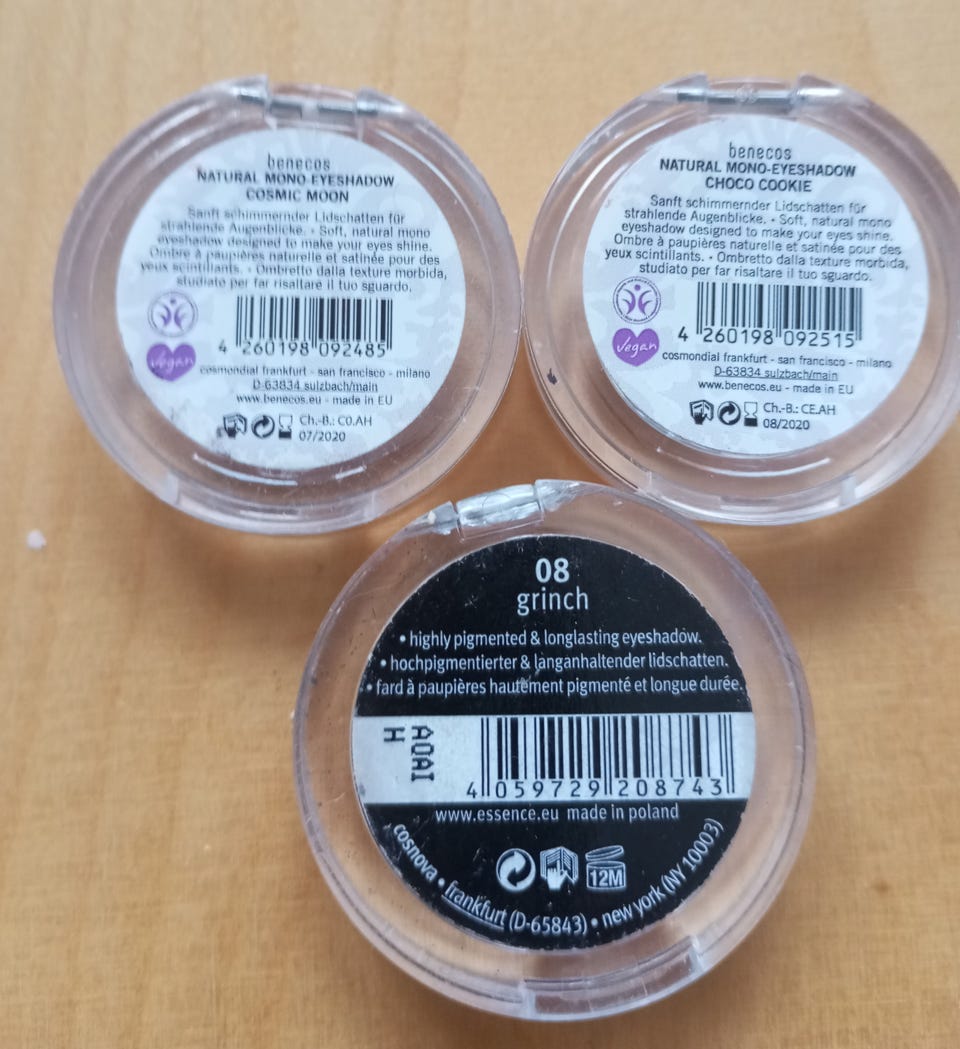 benecos
NATURAL MONO-EYESHADOW
COSMIC MOON
Sanft schimmernder Lidschatten für
strahlende Augenblicke. • Soft, natural mono
eyeshadow designed to make your eyes shine.
Ombre à paupières naturelle et satinée pour des
yeux scintillants. • Ombretto dalla texture morbida,
studiato per far risaltare il tuo sguardo.
vegan
4 260198 092485
cosmondial frankfurt - san francisco - milano
D-63834 sulzbach/main
www.benecos.eu - made in EU
Ch.-B.: C0.AH
07/2020
benecos
NATURAL MONO-EYESHADOW
CHOCO COOKIE
Sanft schimmernder Lidschatten für
strahlende Augenblicke. • Soft, natural mono
eyeshadow designed to make your eyes shine.
Ombre à paupières naturelle et satinée pour des
yeux scintillants. • Ombretto dalla texture morbida,
studiato per far risaltare il tuo sguardo.
vegan
4 260198 092515
cosmondial frankfurt - san francisco - milano
D-63834 sulzbach/main
www.benecos.eu - made in EU
Ch.-B.: CE.AH
08/2020
08
grinch
• highly pigmented & longlasting eyeshadow.
• hochpigmentierter & langanhaltender lidschatten.
• fard à paupières hautement pigmenté et longue durée.
A0AI
H
4 059729 208743
www.essence.eu made in poland
12M
cosnova • frankfurt (D-65843) • new york (NY 10003)